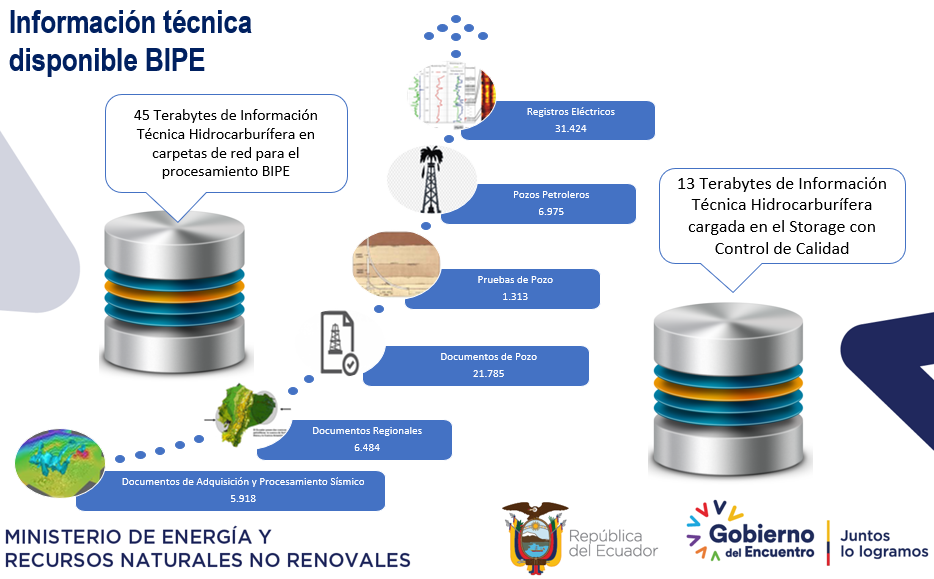 Información técnica
disponible BIPE
45 Terabytes de Información
Técnica Hidrocarburífera en
carpetas de red para el
procesamiento BIPE
Registros Eléctricos
31.424
Pozos Petroleros
6.975
13 Terabytes de Información
Técnica Hidrocarburífera
cargada en el Storage con
Control de Calidad
Pruebas de Pozo
1.313
Documentos de Pozo
21.785
Documentos Regionales
6.484
Documentos de Adquisición y Procesamiento Sísmico
5.918
MINISTERIO DE ENERGÍA Y
RECURSOS NATURALES NO RENOVALES
República
del Ecuador
Gobierno
del Encuentro
Juntos
lo logramos